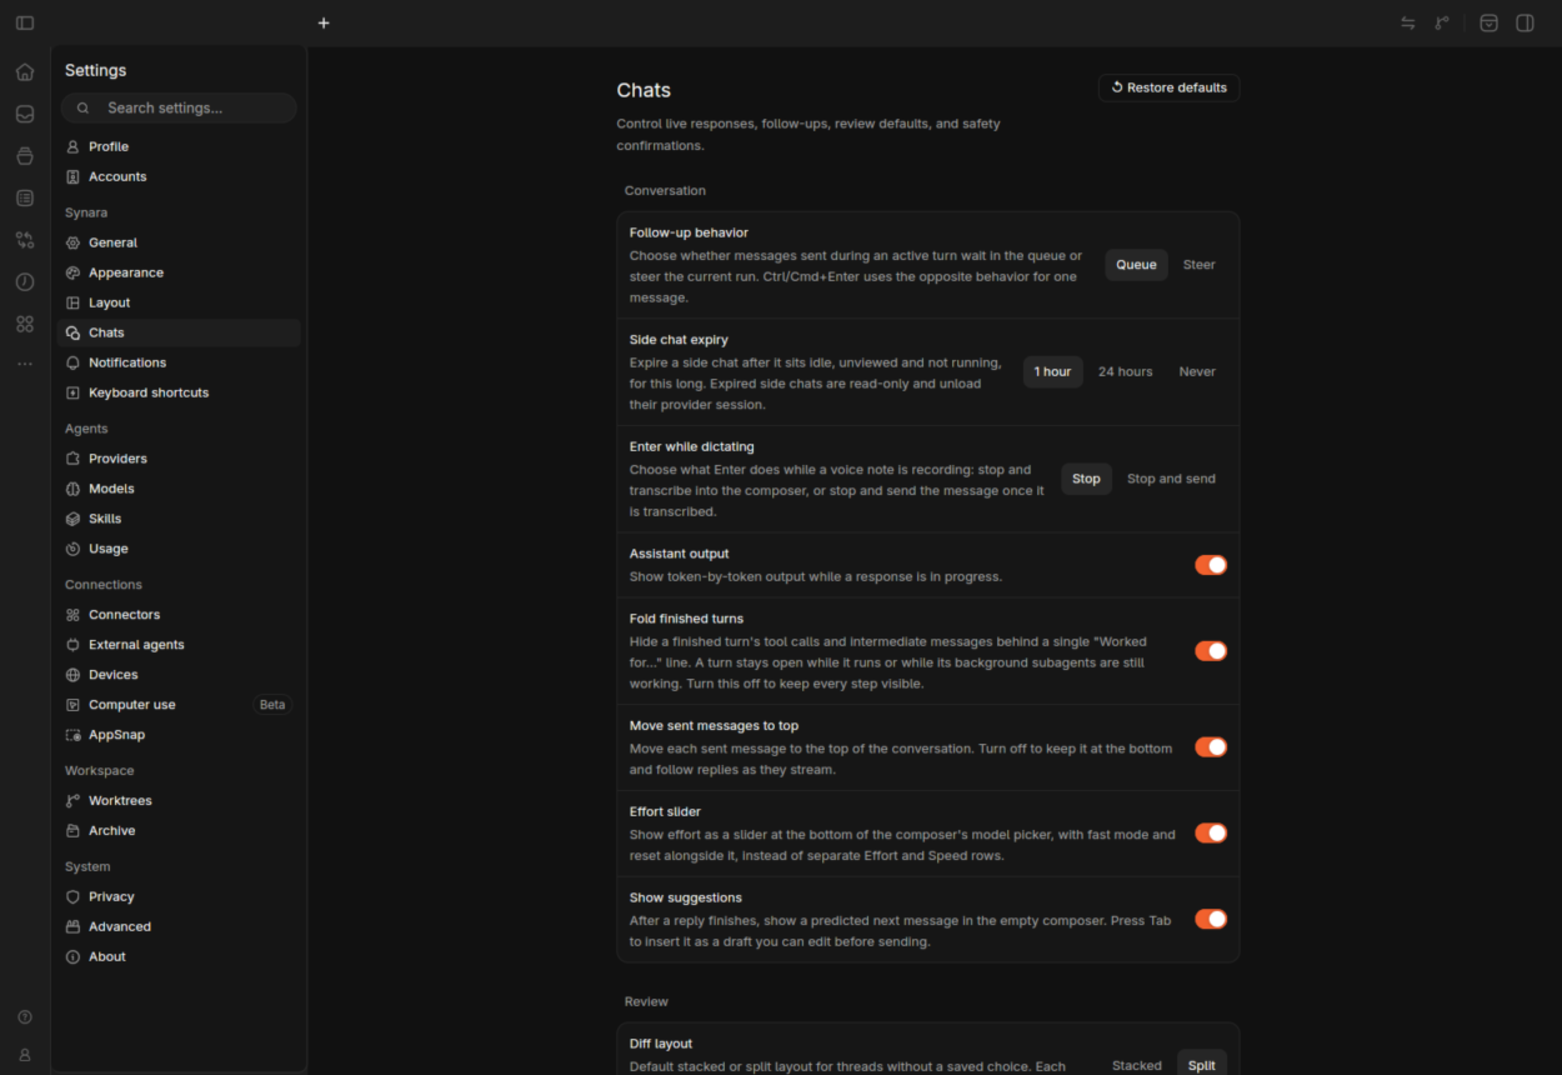 Settings
Search settings...
Profile
Accounts
Synara
General
Appearance
Layout
Chats
Notifications
Keyboard shortcuts
Agents
Providers
Models
Skills
Usage
Connections
Connectors
External agents
Devices
Computer use
Beta
AppSnap
Workspace
Worktrees
Archive
System
Privacy
Advanced
About
Chats
Restore defaults
Control live responses, follow-ups, review defaults, and safety
confirmations.
Conversation
Follow-up behavior
Choose whether messages sent during an active turn wait in the queue or
steer the current run. Ctrl/Cmd+Enter uses the opposite behavior for one
message.
Queue
Steer
Side chat expiry
Expire a side chat after it sits idle, unviewed and not running,
for this long. Expired side chats are read-only and unload
their provider session.
1 hour
24 hours
Never
Enter while dictating
Choose what Enter does while a voice note is recording: stop and
transcribe into the composer, or stop and send the message once it
is transcribed.
Stop
Stop and send
Assistant output
Show token-by-token output while a response is in progress.
Fold finished turns
Hide a finished turn's tool calls and intermediate messages behind a single "Worked
for..." line. A turn stays open while it runs or while its background subagents are still
working. Turn this off to keep every step visible.
Move sent messages to top
Move each sent message to the top of the conversation. Turn off to keep it at the bottom
and follow replies as they stream.
Effort slider
Show effort as a slider at the bottom of the composer's model picker, with fast mode and
reset alongside it, instead of separate Effort and Speed rows.
Show suggestions
After a reply finishes, show a predicted next message in the empty composer. Press Tab
to insert it as a draft you can edit before sending.
Review
Diff layout
Default stacked or split layout for threads without a saved choice. Each
Stacked
Split